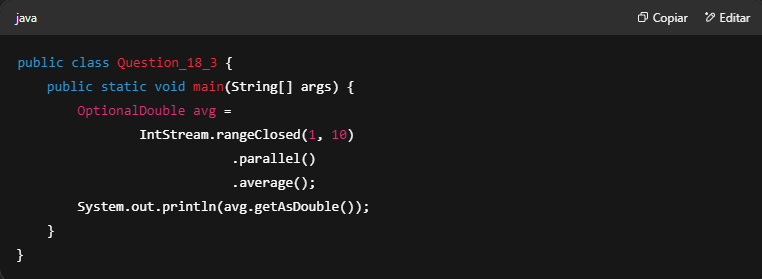 java Copiar Editar
public class Question_18_3 {
    public static void main(String[] args) {
        OptionalDouble avg =
                IntStream.rangeClosed(1, 10)
                             .parallel()
                             .average();
        System.out.println(avg.getAsDouble());
    }
}